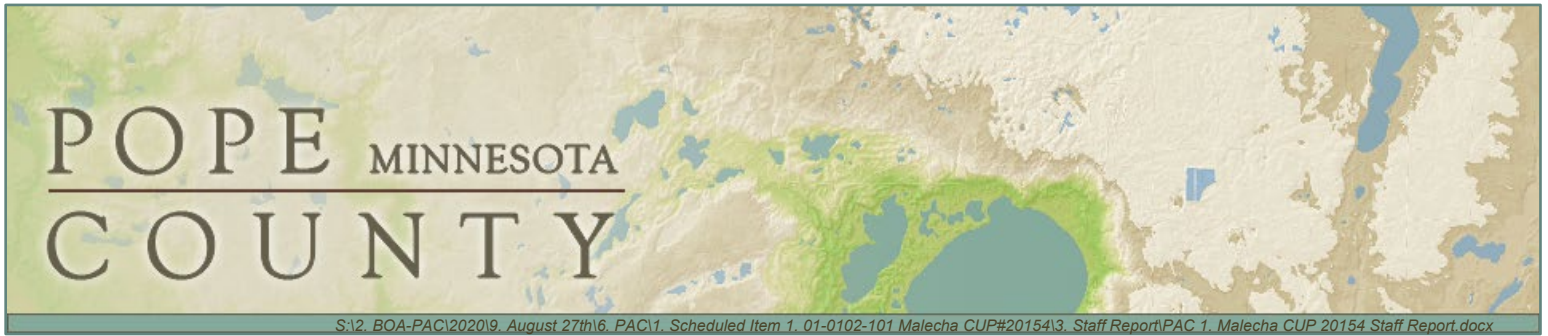 POPE MINNESOTA
COUNTY
S:\2. BOA-PAC\2020\9. August 27th\6. PAC\1. Scheduled Item 1. 01-0102-101 Malecha CUP#20154\3. Staff Report\PAC 1. Malecha CUP 20154 Staff Report.docx